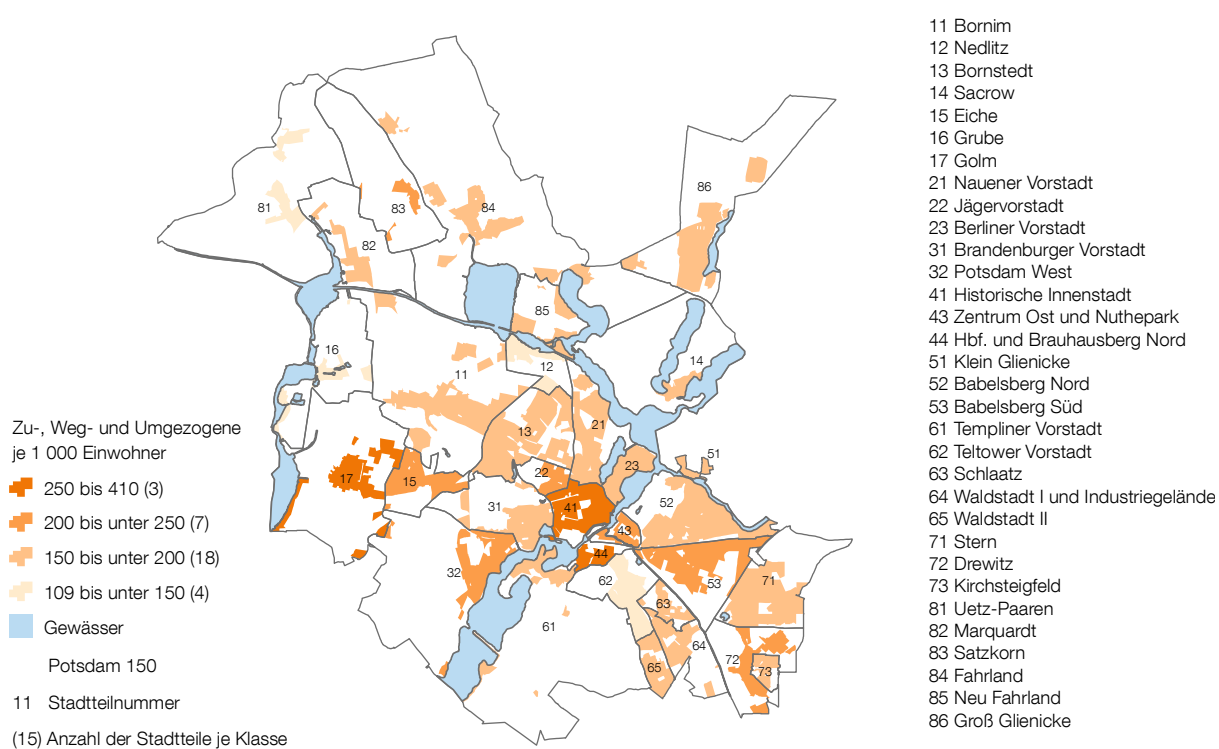 86
81
83
84
82
85
16
11
12
14
13
21
17
15
22
23
51
31
41
52
43
44
32
62
53
71
63
61
64
65
72
73
Zu-, Weg- und Umgezogene
je 1 000 Einwohner
250 bis 410 (3)
200 bis unter 250 (7)
150 bis unter 200 (18)
109 bis unter 150 (4)
Gewässer
Potsdam 150
11 Stadtteilnummer
(15) Anzahl der Stadtteile je Klasse
11 Bornim
12 Nedlitz
13 Bornstedt
14 Sacrow
15 Eiche
16 Grube
17 Golm
21 Nauener Vorstadt
22 Jägervorstadt
23 Berliner Vorstadt
31 Brandenburger Vorstadt
32 Potsdam West
41 Historische Innenstadt
43 Zentrum Ost und Nuthepark
44 Hbf. und Brauhausberg Nord
51 Klein Glienicke
52 Babelsberg Nord
53 Babelsberg Süd
61 Templiner Vorstadt
62 Teltower Vorstadt
63 Schlaatz
64 Waldstadt I und Industriegelände
65 Waldstadt II
71 Stern
72 Drewitz
73 Kirchsteigfeld
81 Uetz-Paaren
82 Marquardt
83 Satzkorn
84 Fahrland
85 Neu Fahrland
86 Groß Glienicke